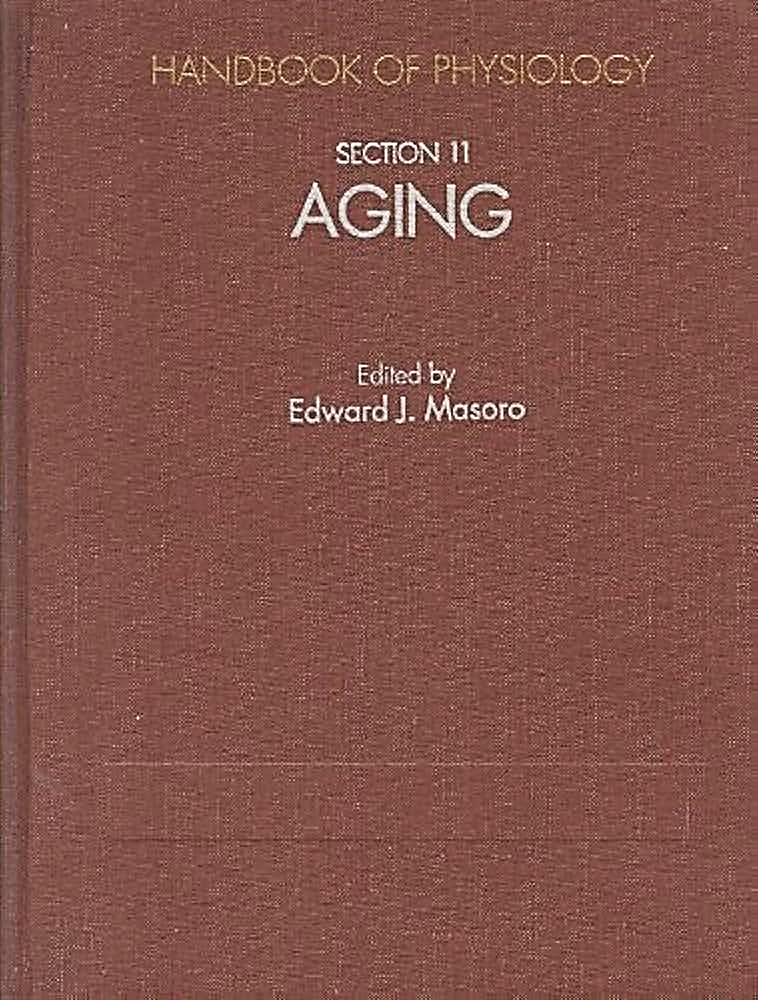 HANDBOOK OF PHYSIOLOGY
SECTION 11
AGING
Edited by
Edward J. Masoro